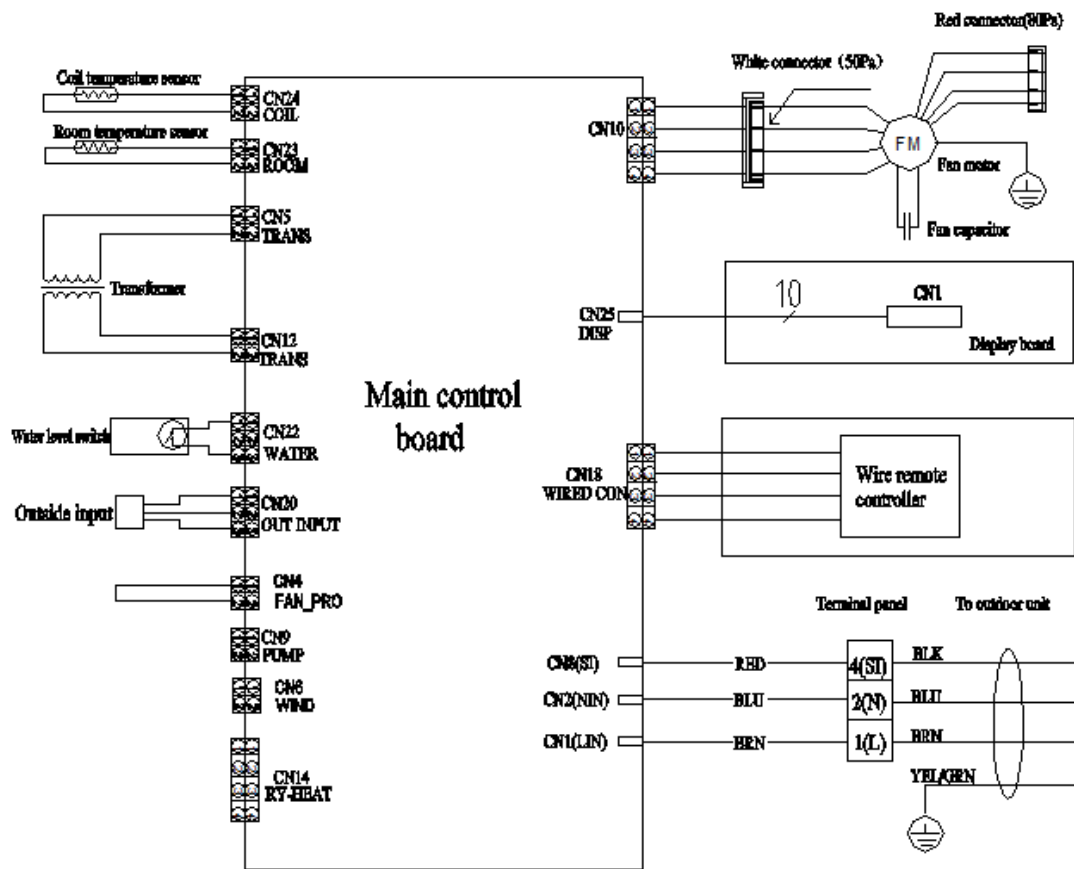 Red connector(80Pa)
White connector (50Pa)
Coil temperature sensor
CN24
COIL
Room temperature sensor
CN23
ROOM
CN10
FM
Fan motor
Fan capacitor
CN5
TRANS
Transformer
CN12
TRANS
CN25
DISP
10
CN1
Display board
Main control
board
Water level switch
CN22
WATER
Outside input
CN20
OUT INPUT
CN18
WIRED CON
Wire remote
controller
CN4
FAN_PRO
CN9
PUMP
CN6
WIND
CN14
RY-HEAT
Terminal panel
To outdoor unit
CN8(SI)
RED
4(SI)
BLK
CN2(NIN)
BLU
2(N)
BLU
CN1(LIN)
BRN
1(L)
BRN
YEL/GRN